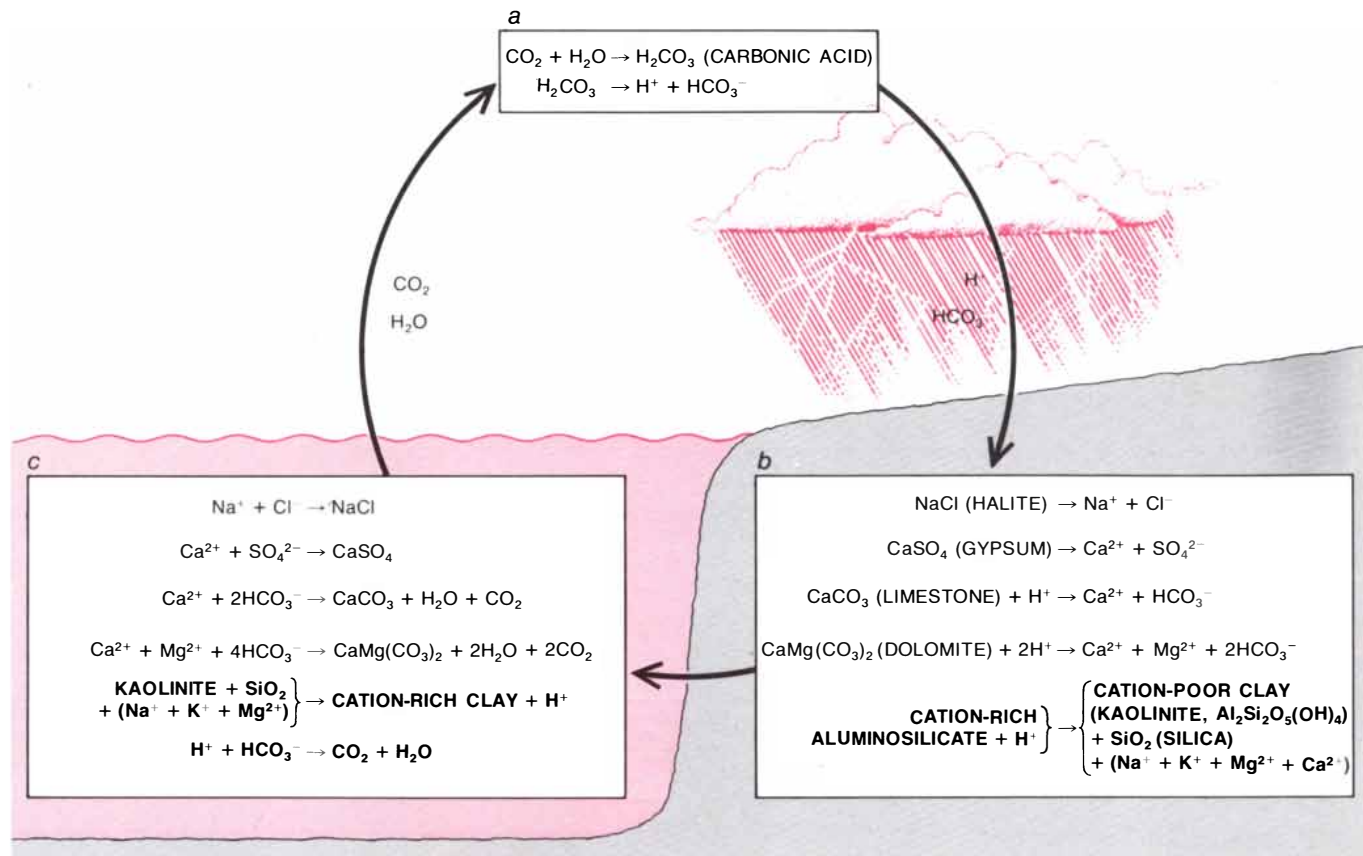 a
CO₂ + H₂O → H₂CO₃ (CARBONIC ACID)
H₂CO₃ → H⁺ + HCO₃⁻
CO₂
H₂O
H⁺
HCO₃⁻
c
Na⁺ + Cl⁻ → NaCl
Ca²⁺ + SO₄²⁻ → CaSO₄
Ca²⁺ + 2HCO₃⁻ → CaCO₃ + H₂O + CO₂
Ca²⁺ + Mg²⁺ + 4HCO₃⁻ → CaMg(CO₃)₂ + 2H₂O + 2CO₂
KAOLINITE + SiO₂
+ (Na⁺ + K⁺ + Mg²⁺) } → CATION-RICH CLAY + H⁺
H⁺ + HCO₃⁻ → CO₂ + H₂O
b
NaCl (HALITE) → Na⁺ + Cl⁻
CaSO₄ (GYPSUM) → Ca²⁺ + SO₄²⁻
CaCO₃ (LIMESTONE) + H⁺ → Ca²⁺ + HCO₃⁻
CaMg(CO₃)₂ (DOLOMITE) + 2H⁺ → Ca²⁺ + Mg²⁺ + 2HCO₃⁻
CATION-RICH
ALUMINOSILICATE + H⁺ } → {
CATION-POOR CLAY
(KAOLINITE, Al₂Si₂O₅(OH)₄)
+ SiO₂ (SILICA)
+ (Na⁺ + K⁺ + Mg²⁺ + Ca²⁺)